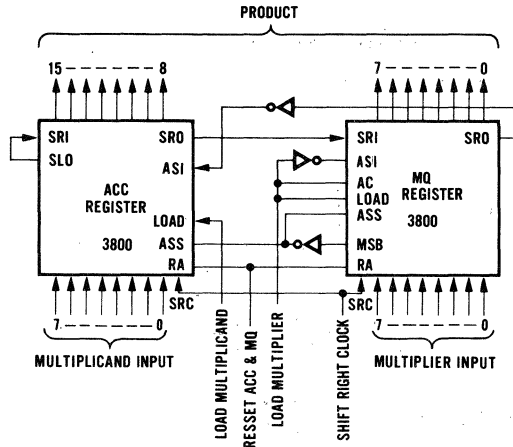 PRODUCT
15 - - - - - - - 8
7 - - - - - - - 0
SRI
SRO
SLO
ASI
ACC
REGISTER
3800
LOAD
ASS
RA
SRC
SRI
SRO
ASI
AC
LOAD
ASS
MSB
RA
MQ
REGISTER
3800
SRC
7 - - - - - - - 0
MULTIPLICAND INPUT
7 - - - - - - - 0
MULTIPLIER INPUT
LOAD MULTIPLICAND
RESSET ACC & MQ
LOAD MULTIPLIER
SHIFT RIGHT CLOCK